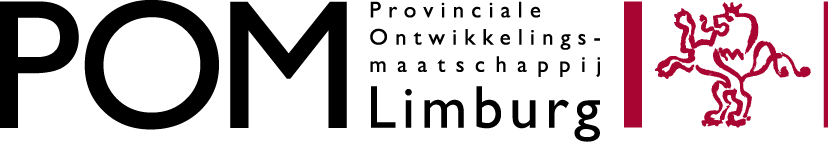 POM
Provinciale
Ontwikkelings-
maatschappij
Limburg